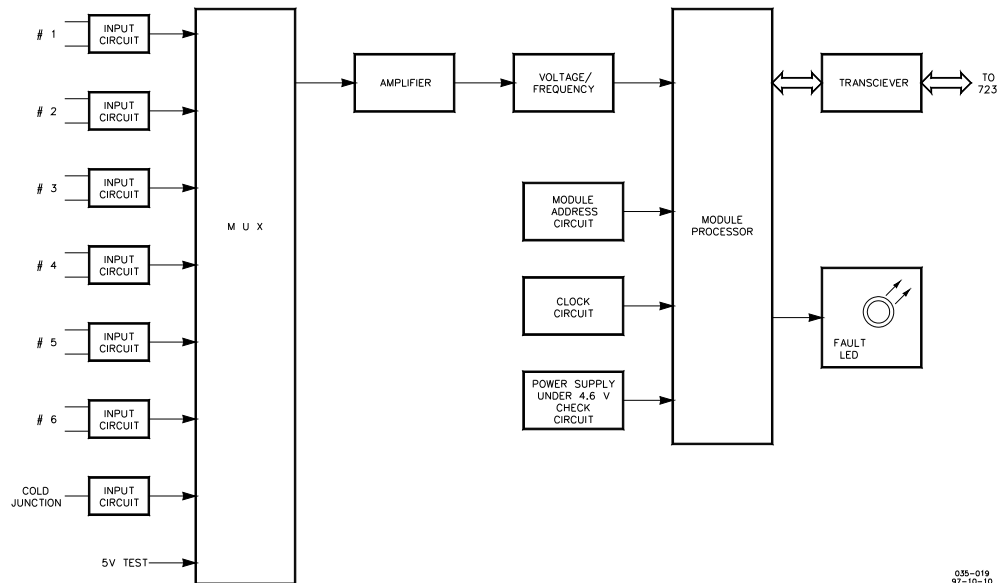 # 1
INPUT
CIRCUIT
# 2
INPUT
CIRCUIT
# 3
INPUT
CIRCUIT
# 4
INPUT
CIRCUIT
# 5
INPUT
CIRCUIT
# 6
INPUT
CIRCUIT
COLD
JUNCTION
INPUT
CIRCUIT
5V TEST
M U X
AMPLIFIER
VOLTAGE/
FREQUENCY
MODULE
ADDRESS
CIRCUIT
CLOCK
CIRCUIT
POWER SUPPLY
UNDER 4.6 V
CHECK
CIRCUIT
MODULE
PROCESSOR
TRANSCIEVER
TO
723
FAULT
LED
035-019
97-10-10